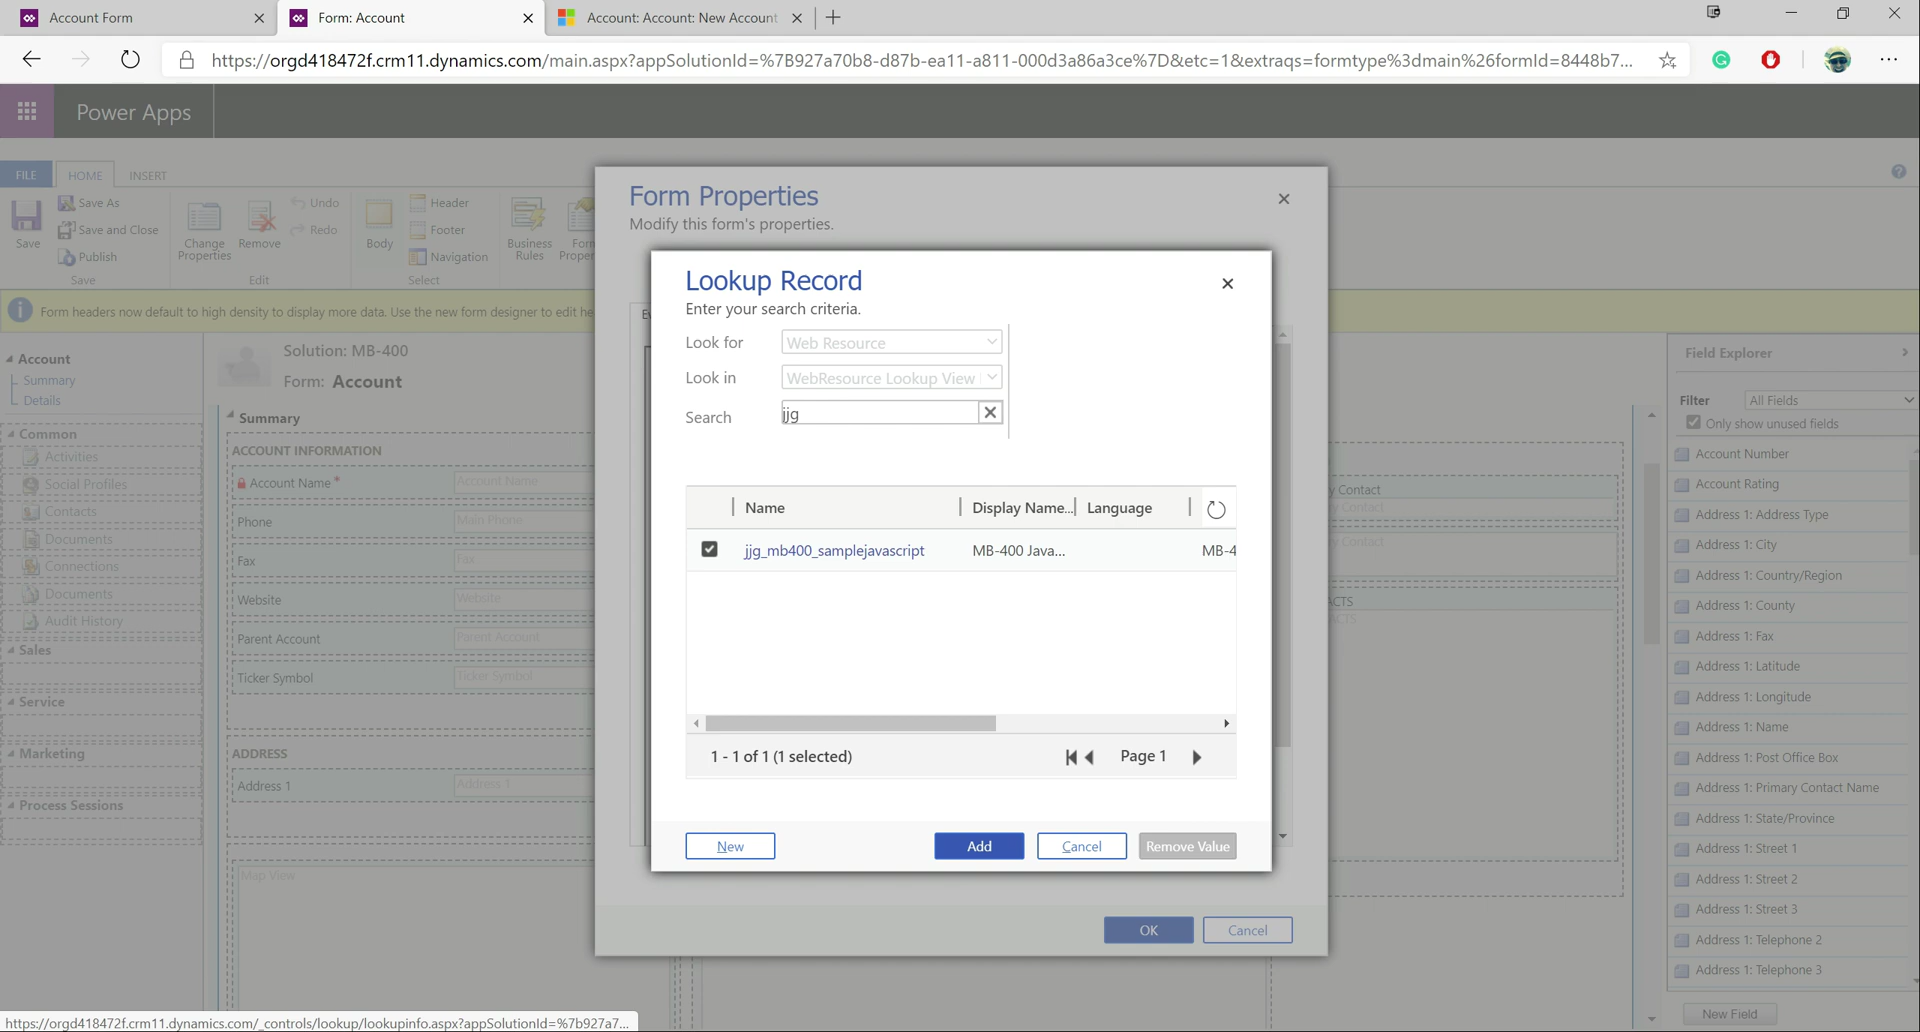 Account Form
Form: Account
Account: Account: New Account
https://orgd418472f.crm11.dynamics.com/main.aspx?appSolutionId=%7B927a70b8-d87b-ea11-a811-000d3a86a3ce%7D&etc=1&extraqs=formtype%3dmain%26formId=8448b7...
Power Apps
FILE
HOME
INSERT
Save
Save As
Save and Close
Publish
Save
Change Properties
Remove
Undo
Redo
Edit
Body
Header
Footer
Navigation
Select
Business Rules
Form headers now default to high density to display more data. Use the new form designer to edit he
Account
Summary
Details
Common
Activities
Social Profiles
Contacts
Documents
Connections
Documents
Audit History
Sales
Service
Marketing
Process Sessions
Solution: MB-400
Form: Account
Summary
ACCOUNT INFORMATION
Account Name * Account Name
Phone Main Phone
Fax Fax
Website Website
Parent Account Parent Account
Ticker Symbol Ticker Symbol
ADDRESS
Address 1 Address 1
Map View
Form Properties
Modify this form's properties.
Lookup Record
Enter your search criteria.
Look for Web Resource
Look in WebResource Lookup View
Search jjg
Name Display Name... Language
jjg_mb400_samplejavascript MB-400 Java... MB-4
1 - 1 of 1 (1 selected) Page 1
New Add Cancel Remove Value
OK Cancel
y Contact
y Contact
y Contact
ACTS
ACTS
Field Explorer
Filter All Fields
Only show unused fields
Account Number
Account Rating
Address 1: Address Type
Address 1: City
Address 1: Country/Region
Address 1: County
Address 1: Fax
Address 1: Latitude
Address 1: Longitude
Address 1: Name
Address 1: Post Office Box
Address 1: Primary Contact Name
Address 1: State/Province
Address 1: Street 1
Address 1: Street 2
Address 1: Street 3
Address 1: Telephone 2
Address 1: Telephone 3
New Field
https://orgd418472f.crm11.dynamics.com/_controls/lookup/lookupinfo.aspx?appSolutionId=%7b927a7...